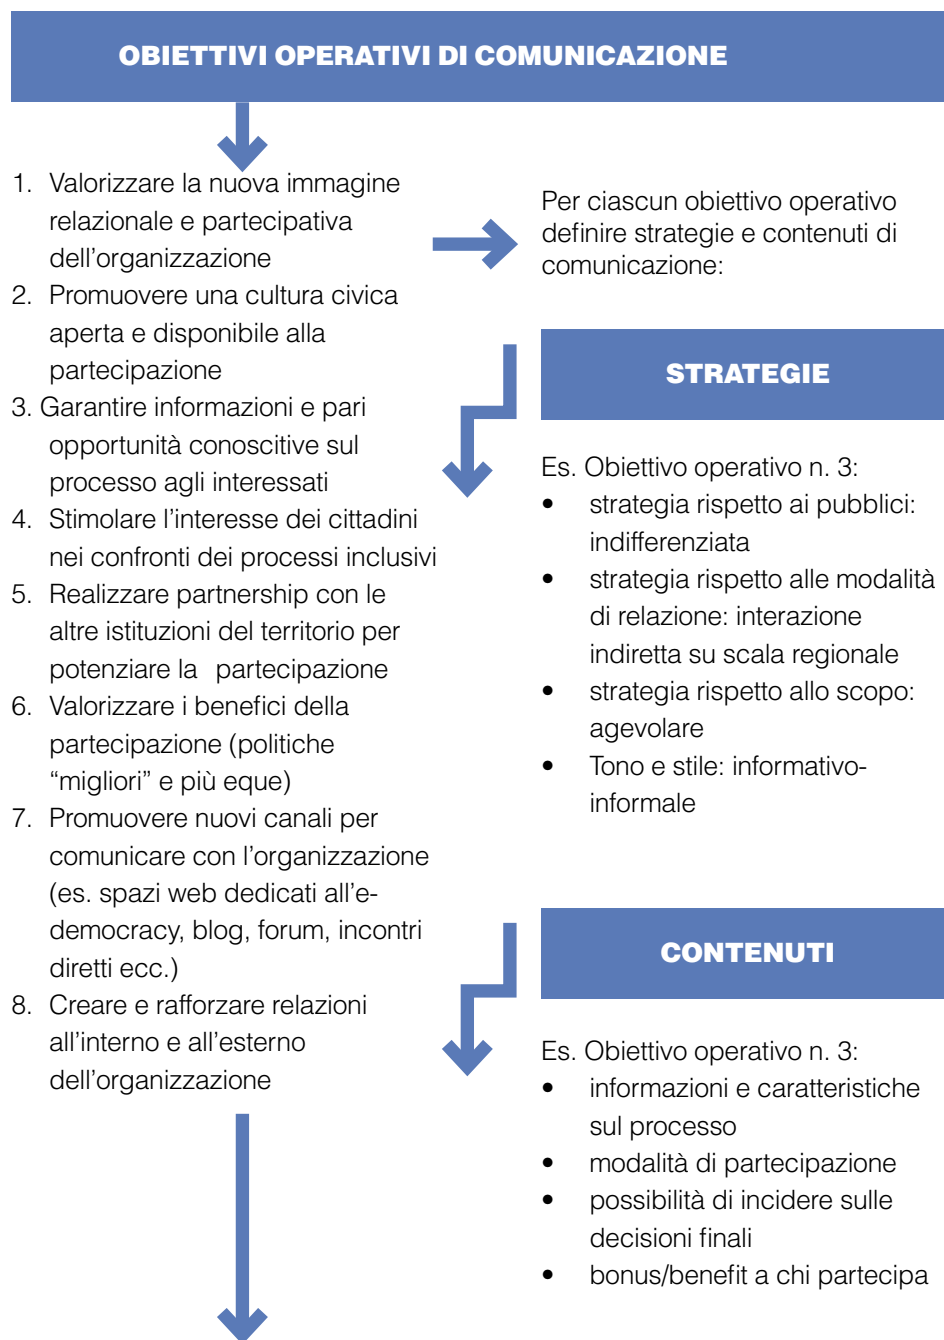 OBIETTIVI OPERATIVI DI COMUNICAZIONE
1. Valorizzare la nuova immagine
relazionale e partecipativa
dell’organizzazione
2. Promuovere una cultura civica
aperta e disponibile alla
partecipazione
3. Garantire informazioni e pari
opportunità conoscitive sul
processo agli interessati
4. Stimolare l’interesse dei cittadini
nei confronti dei processi inclusivi
5. Realizzare partnership con le
altre istituzioni del territorio per
potenziare la partecipazione
6. Valorizzare i benefici della
partecipazione (politiche
“migliori” e più eque)
7. Promuovere nuovi canali per
comunicare con l’organizzazione
(es. spazi web dedicati all’e-
democracy, blog, forum, incontri
diretti ecc.)
8. Creare e rafforzare relazioni
all’interno e all’esterno
dell’organizzazione
Per ciascun obiettivo operativo
definire strategie e contenuti di
comunicazione:
STRATEGIE
Es. Obiettivo operativo n. 3:
• strategia rispetto ai pubblici:
indifferenziata
• strategia rispetto alle modalità
di relazione: interazione
indiretta su scala regionale
• strategia rispetto allo scopo:
agevolare
• Tono e stile: informativo-
informale
CONTENUTI
Es. Obiettivo operativo n. 3:
• informazioni e caratteristiche
sul processo
• modalità di partecipazione
• possibilità di incidere sulle
decisioni finali
• bonus/benefit a chi partecipa